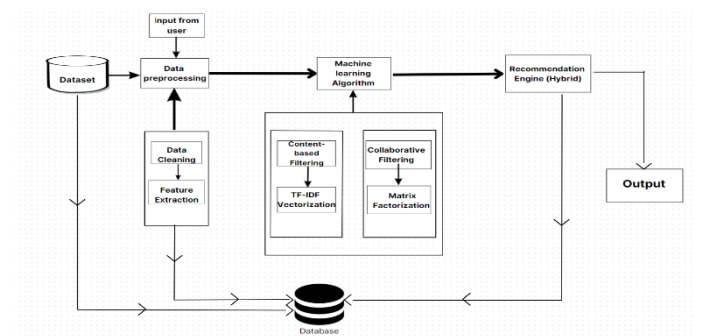 Input from
user
Dataset
Data
preprocessing
Machine
learning
Algorithm
Recommendation
Engine (Hybrid)
Data
Cleaning
Feature
Extraction
Content-
based
Filtering
TF-IDF
Vectorization
Collaborative
Filtering
Matrix
Factorization
Output
Database